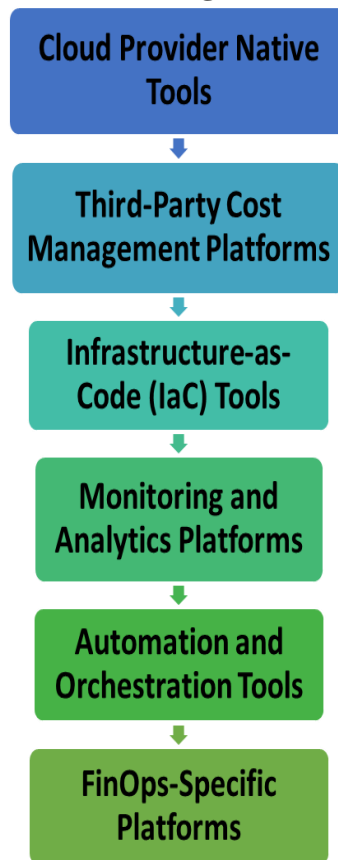 Cloud Provider Native
Tools
Third-Party Cost
Management Platforms
Infrastructure-as-
Code (IaC) Tools
Monitoring and
Analytics Platforms
Automation and
Orchestration Tools
FinOps-Specific
Platforms